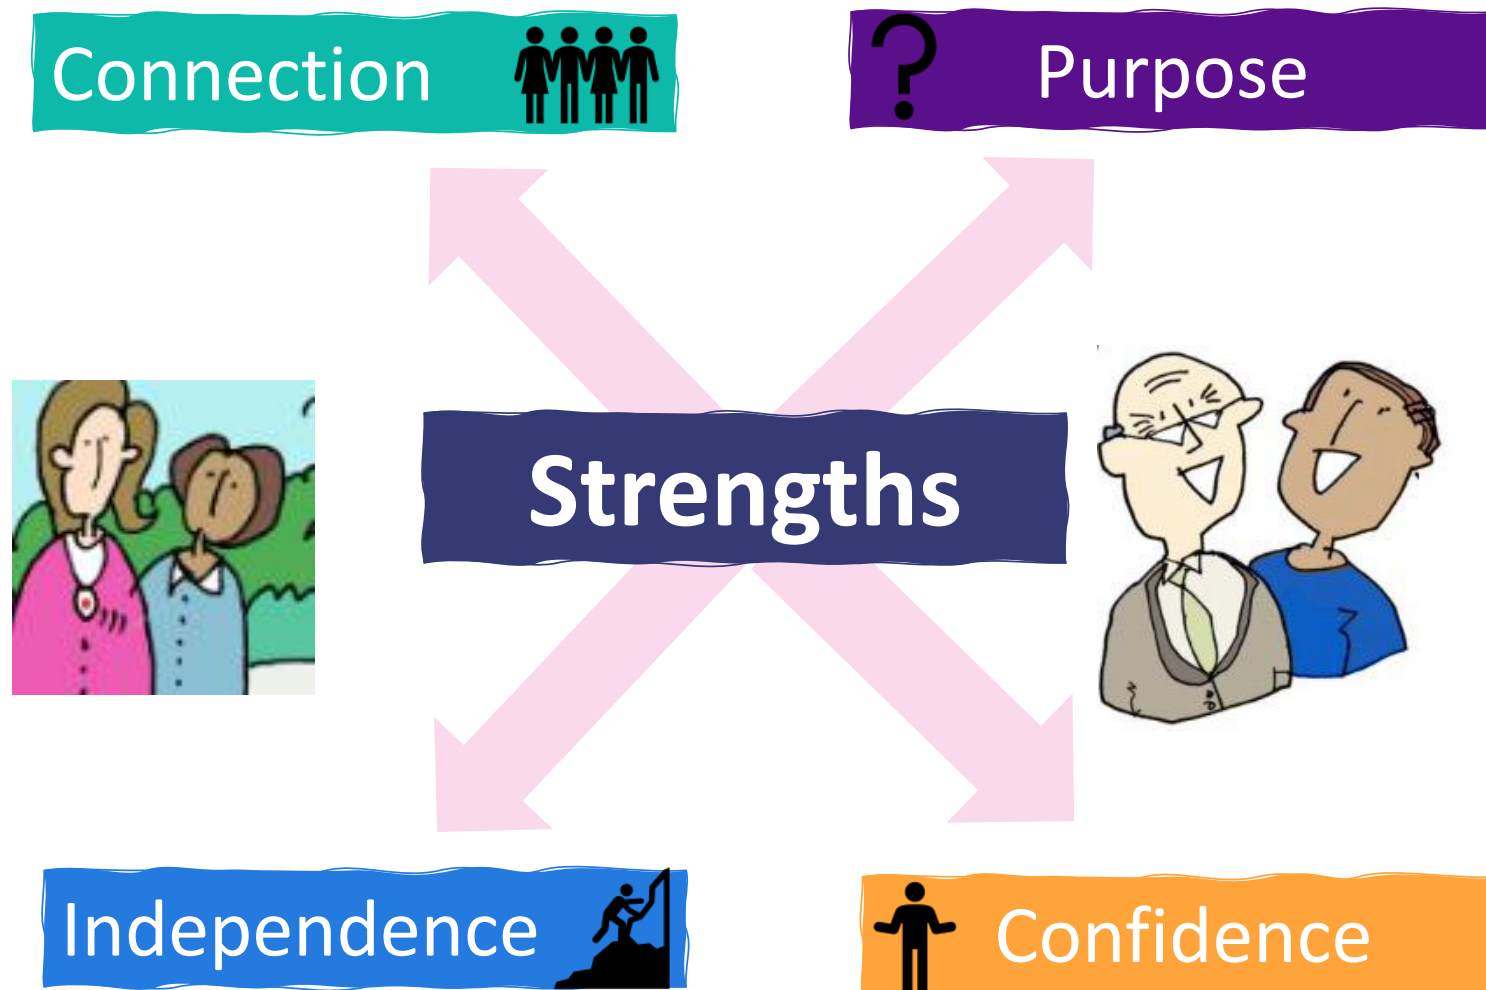 Connection
Purpose
Strengths
Independence
Confidence